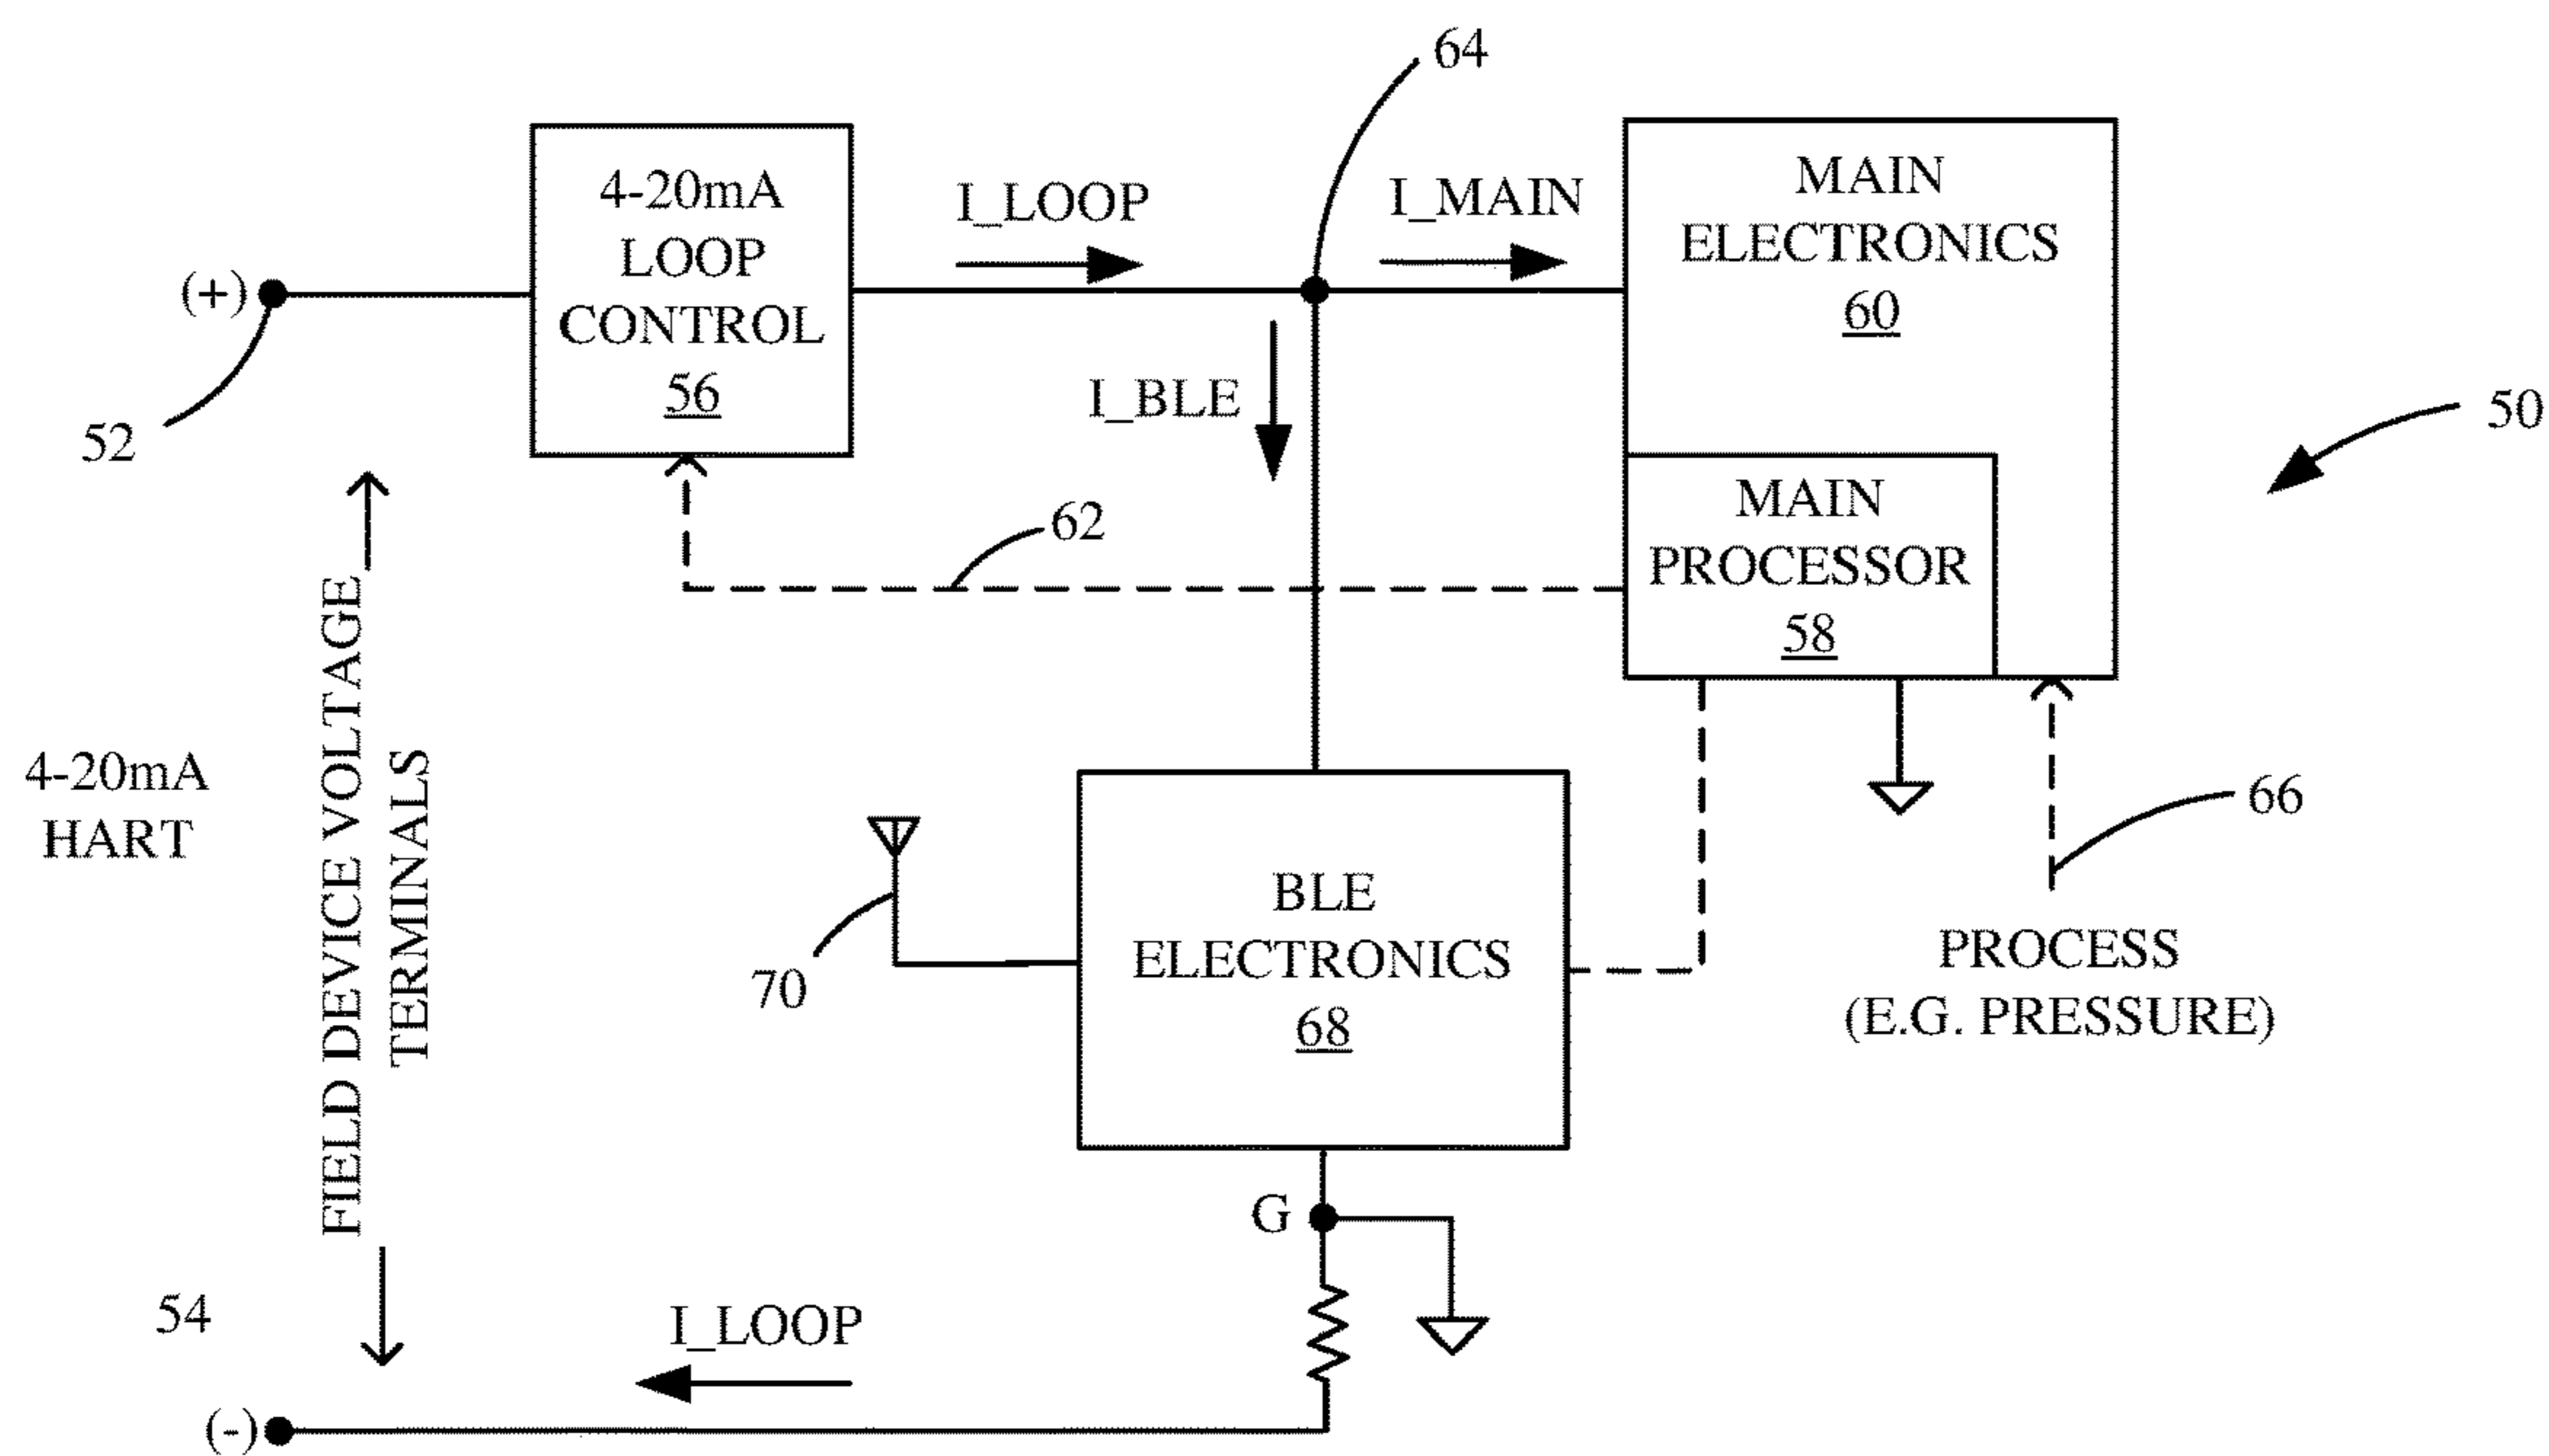 64
4-20mA
LOOP
CONTROL
56
I_LOOP
I_MAIN
MAIN
ELECTRONICS
60
(+)
52
I_BLE
50
MAIN
PROCESSOR
58
62
4-20mA
HART
FIELD DEVICE VOLTAGE
TERMINALS
66
70
BLE
ELECTRONICS
68
PROCESS
(E.G. PRESSURE)
G
54
I_LOOP
(-)